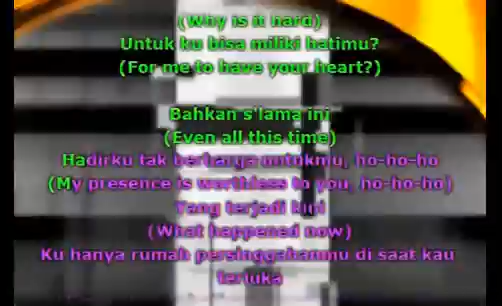 (Why is it hard)
Untuk ku bisa miliki hatimu?
(For me to have your heart?)
Bahkan s'lama ini
(Even all this time)
Hadirku tak berharga untukmu, ho-ho-ho
(My presence is worthless to you, ho-ho-ho)
Yang terjadi kini
(What happened now)
Ku hanya rumah persinggahanmu di saat kau
terluka